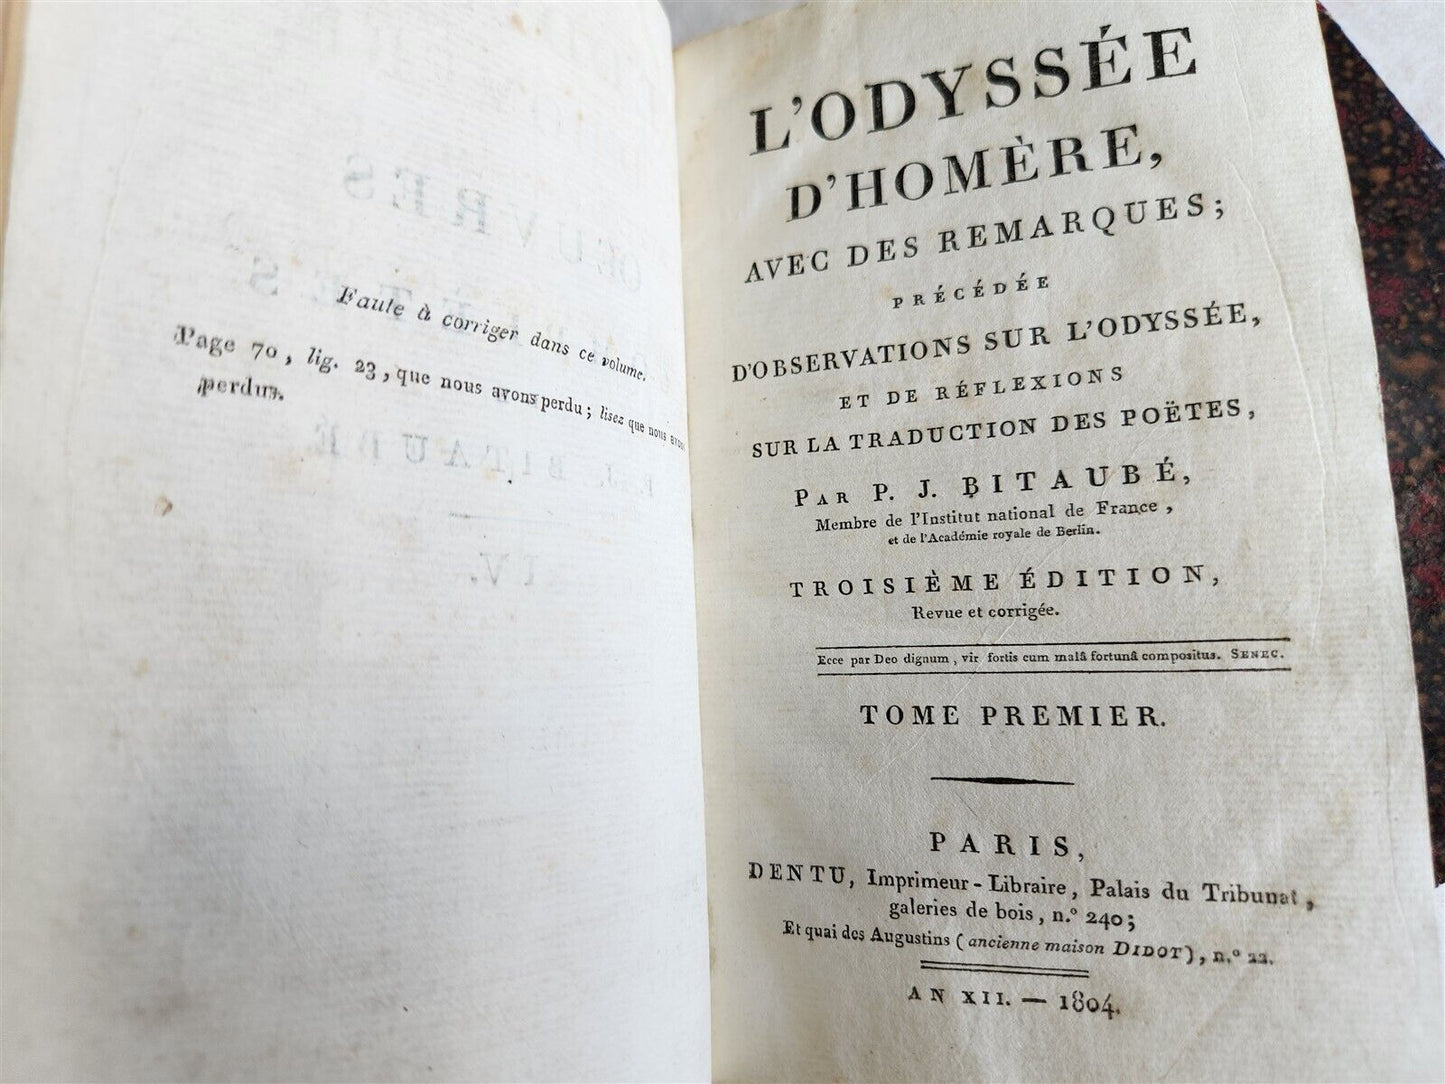 Faute à corriger dans ce volume.
Page 70, lig. 23, que nous avons perdu; lisez que nous
perdus.
L'ODYSSÉE
D'HOMÈRE,
AVEC DES REMARQUES;
PRÉCÉDÉE
D'OBSERVATIONS SUR L'ODYSSÉE,
ET DE RÉFLEXIONS
SUR LA TRADUCTION DES POËTES,
PAR P. J. BITAUBÉ,
Membre de l'Institut national de France,
et de l'Académie royale de Berlin.
TROISIÈME ÉDITION,
Revue et corrigée.
Ecce par Deo dignum, vir fortis cum malâ fortunâ compositus. SENEC.
TOME PREMIER.
PARIS,
DENTU, Imprimeur-Libraire, Palais du Tribunat,
galeries de bois, n.º 240;
Et quai des Augustins (ancienne maison DIDOT), n.º 22.
AN XII. — 1804.